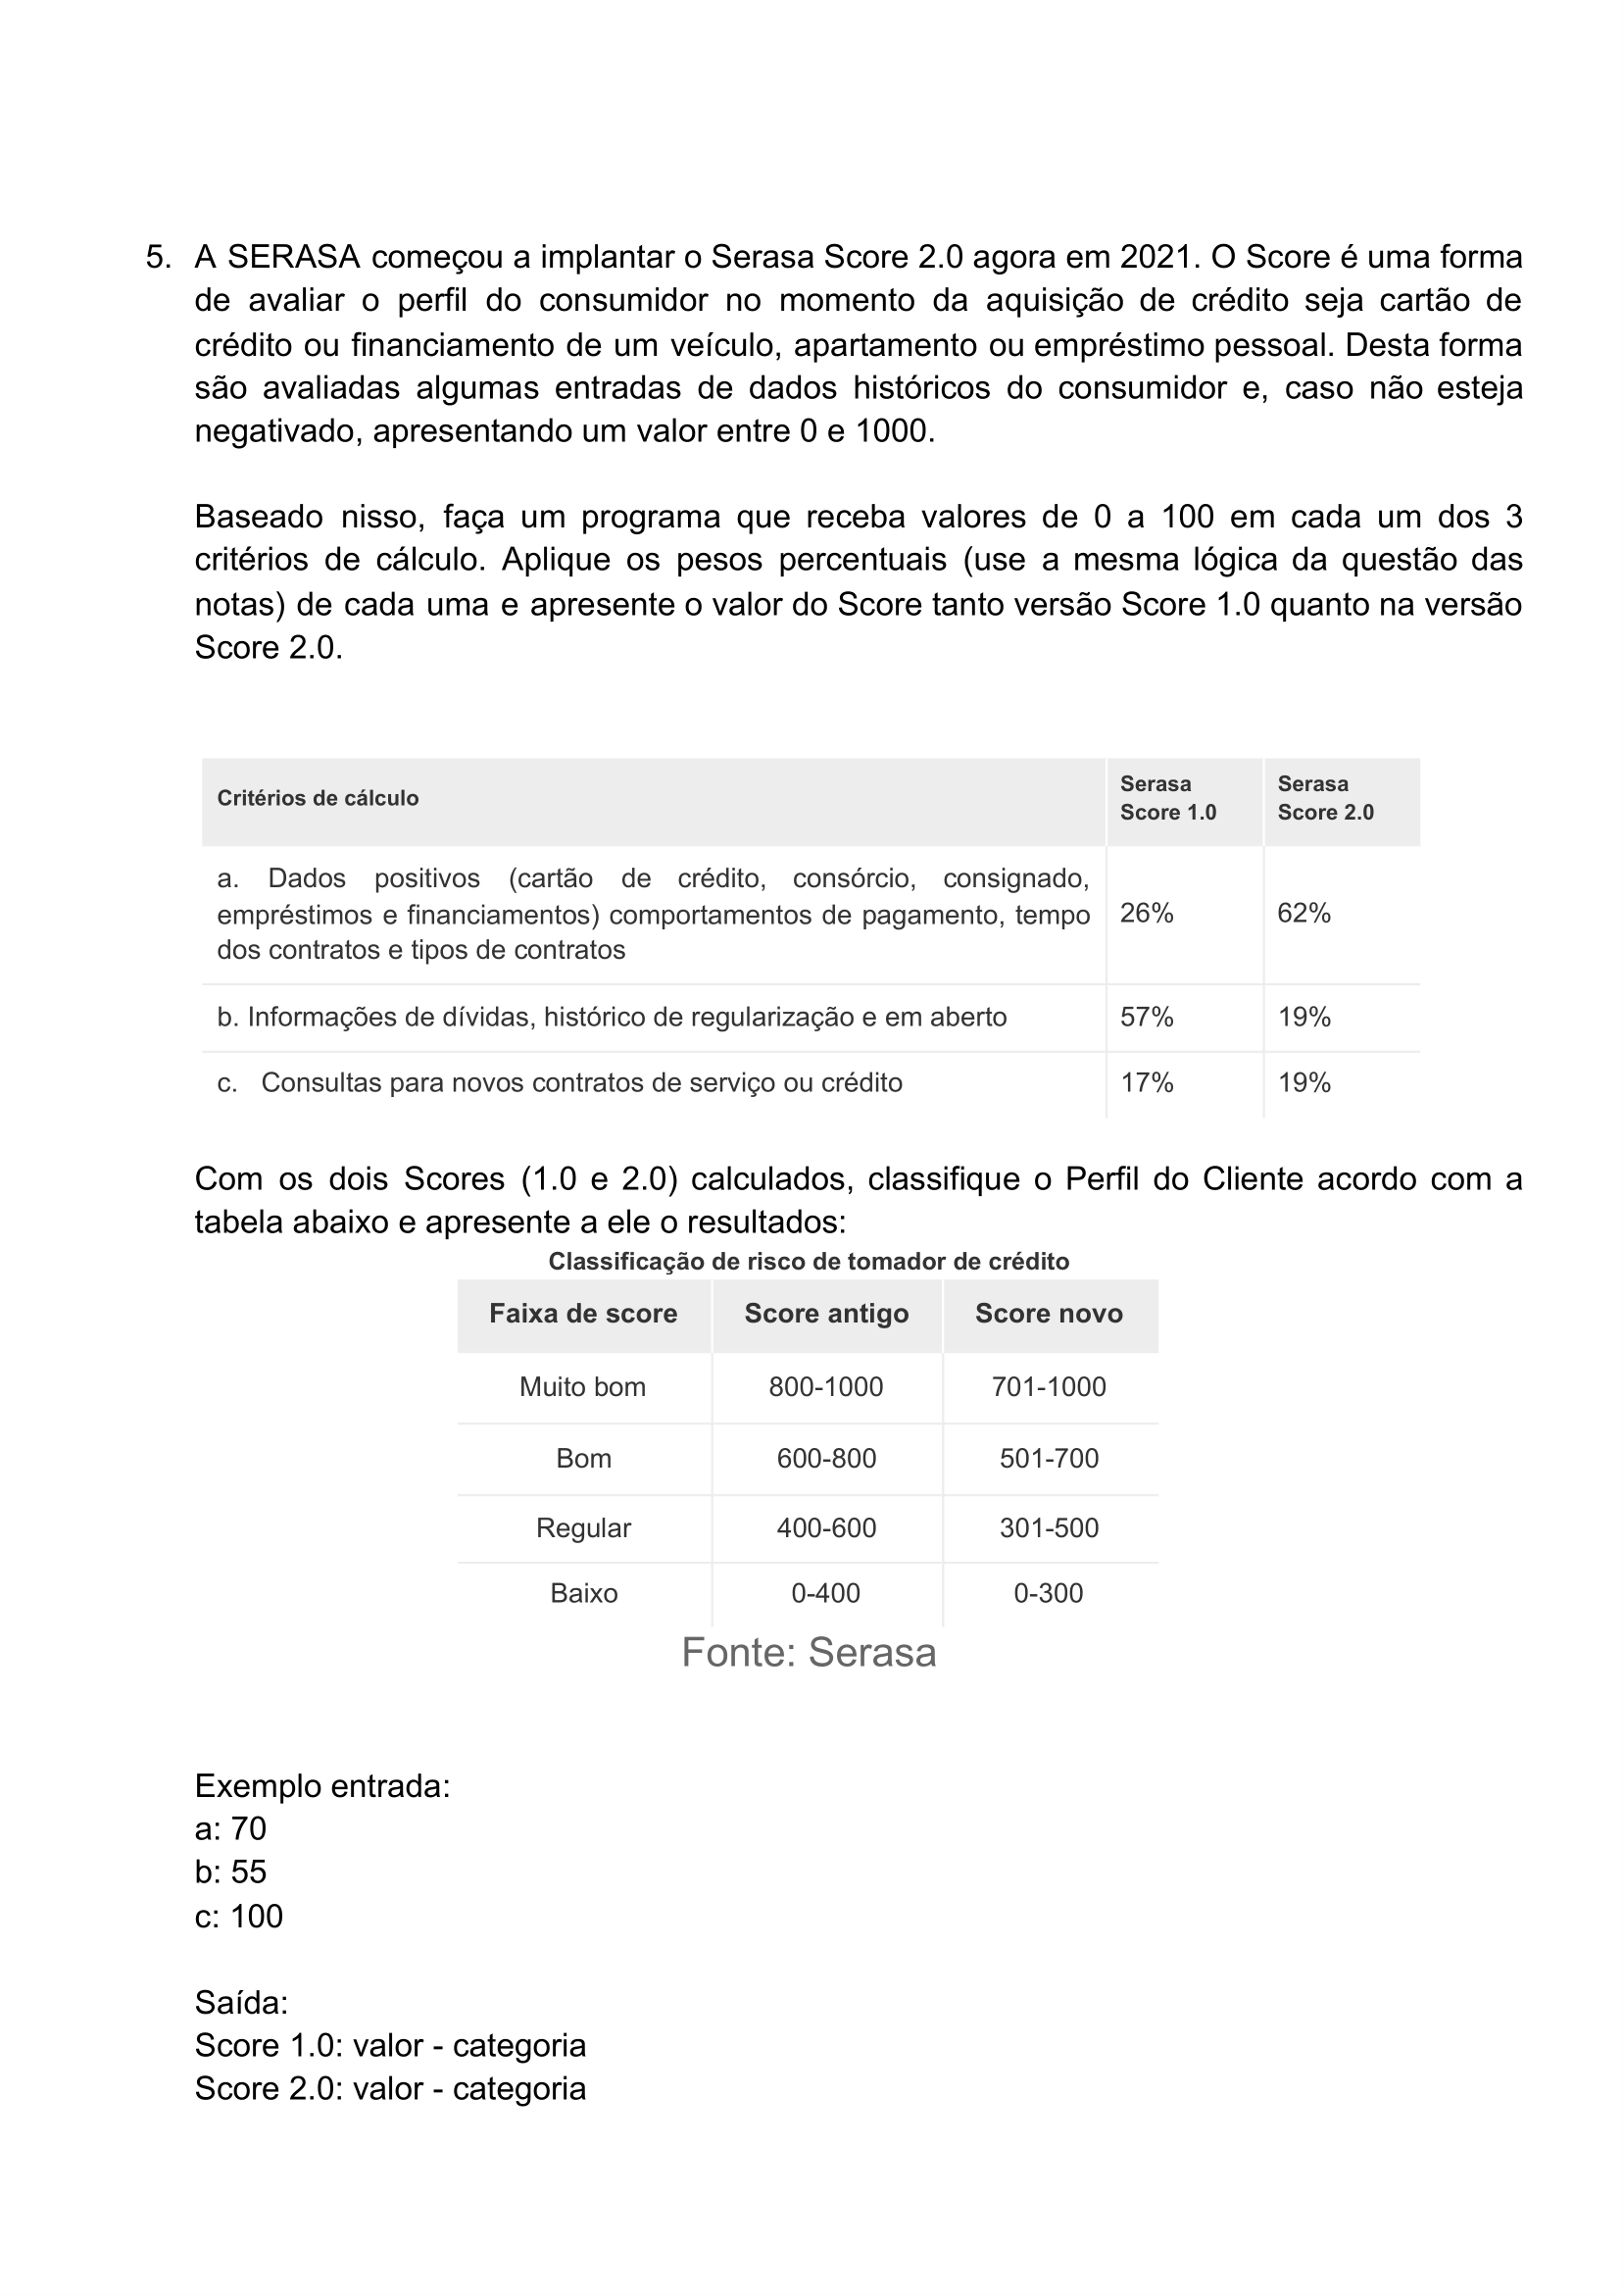 5. A SERASA começou a implantar o Serasa Score 2.0 agora em 2021. O Score é uma forma
de avaliar o perfil do consumidor no momento da aquisição de crédito seja cartão de
crédito ou financiamento de um veículo, apartamento ou empréstimo pessoal. Desta forma
são avaliadas algumas entradas de dados históricos do consumidor e, caso não esteja
negativado, apresentando um valor entre 0 e 1000.
Baseado nisso, faça um programa que receba valores de 0 a 100 em cada um dos 3
critérios de cálculo. Aplique os pesos percentuais (use a mesma lógica da questão das
notas) de cada uma e apresente o valor do Score tanto versão Score 1.0 quanto na versão
Score 2.0.
Critérios de cálculo
Serasa
Score 1.0
Serasa
Score 2.0
a. Dados positivos (cartão de crédito, consórcio, consignado,
empréstimos e financiamentos) comportamentos de pagamento, tempo
dos contratos e tipos de contratos
26%
62%
b. Informações de dívidas, histórico de regularização e em aberto
57%
19%
c. Consultas para novos contratos de serviço ou crédito
17%
19%
Com os dois Scores (1.0 e 2.0) calculados, classifique o Perfil do Cliente acordo com a
tabela abaixo e apresente a ele o resultados:
Classificação de risco de tomador de crédito
Faixa de score Score antigo Score novo
Muito bom 800-1000 701-1000
Bom 600-800 501-700
Regular 400-600 301-500
Baixo 0-400 0-300
Fonte: Serasa
Exemplo entrada:
a: 70
b: 55
c: 100
Saída:
Score 1.0: valor - categoria
Score 2.0: valor - categoria